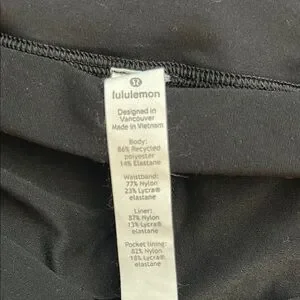 12
lululemon
Designed in
Vancouver
Made in Vietnam
Body:
86% Recycled
polyester
14% Elastane
Waistband:
77% Nylon
23% Lycra®
elastane
Liner:
87% Nylon
13% Lycra®
elastane
Pocket lining:
82% Nylon
18% Lycra®
elastane